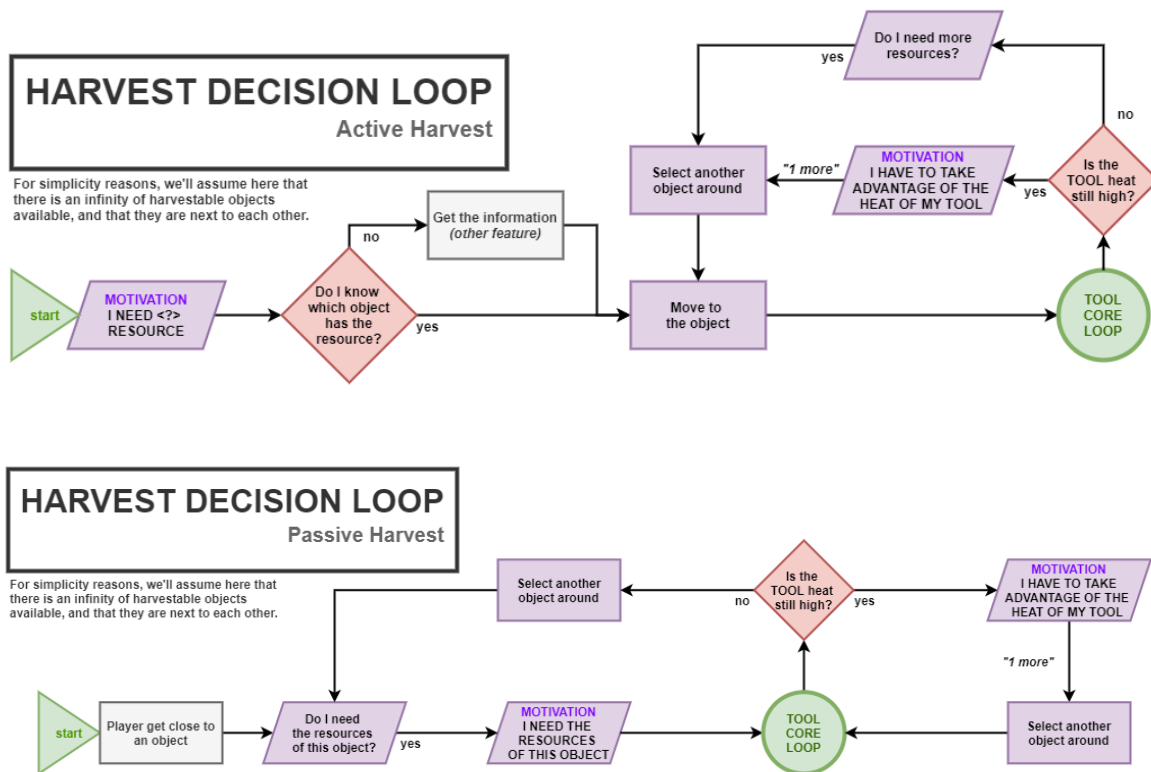 HARVEST DECISION LOOP
Active Harvest
For simplicity reasons, we'll assume here that
there is an infinity of harvestable objects
available, and that they are next to each other.
start
MOTIVATION
I NEED <?>
RESOURCE
Do I know
which object
has the
resource?
no
yes
Get the information
(other feature)
Move to
the object
TOOL
CORE
LOOP
Is the
TOOL heat
still high?
yes
no
MOTIVATION
I HAVE TO TAKE
ADVANTAGE OF THE
HEAT OF MY TOOL
"1 more"
Do I need more
resources?
yes
Select another
object around
HARVEST DECISION LOOP
Passive Harvest
For simplicity reasons, we'll assume here that
there is an infinity of harvestable objects
available, and that they are next to each other.
start
Player get close to
an object
Do I need
the resources
of this object?
yes
MOTIVATION
I NEED THE
RESOURCES
OF THIS OBJECT
TOOL
CORE
LOOP
Is the
TOOL heat
still high?
no
yes
Select another
object around
MOTIVATION
I HAVE TO TAKE
ADVANTAGE OF THE
HEAT OF MY TOOL
"1 more"
Select another
object around